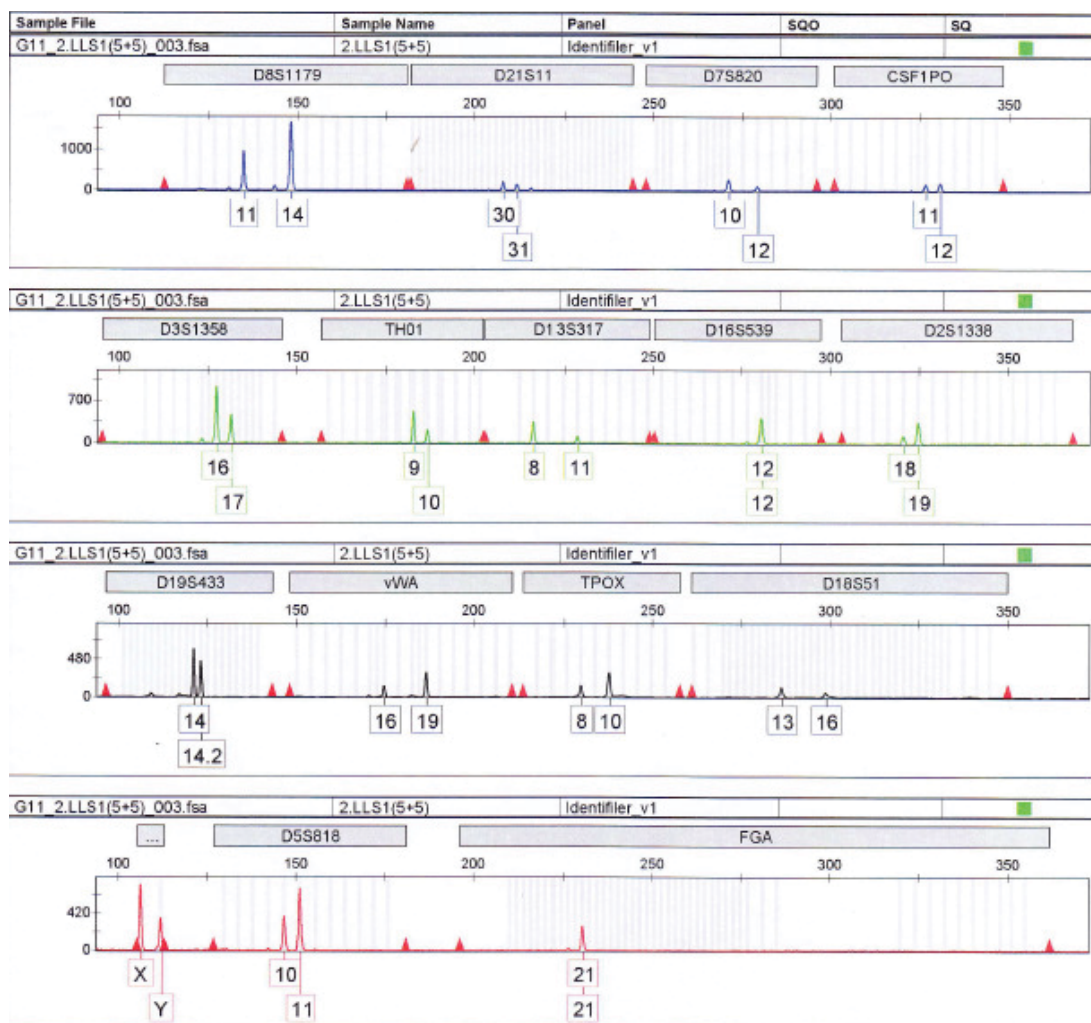 Sample File Sample Name Panel SQO SQ
G11_2.LLS1(5+5)_003.fsa 2.LLS1(5+5) Identifiler_v1
D8S1179 D21S11 D7S820 CSF1PO
100 150 200 250 300 350
1000
0
11 14 30 10 11
31 12 12
G11_2.LLS1(5+5)_003.fsa 2.LLS1(5+5) Identifiler_v1
D3S1358 TH01 D13S317 D16S539 D2S1338
100 150 200 250 300 350
700
0
16 9 8 11 12 18
17 10 12 19
G11_2.LLS1(5+5)_003.fsa 2.LLS1(5+5) Identifiler_v1
D19S433 vWA TPOX D18S51
100 150 200 250 300 350
480
0
14 16 19 8 10 13 16
14.2
G11_2.LLS1(5+5)_003.fsa 2.LLS1(5+5) Identifiler_v1
... D5S818 FGA
100 150 200 250 300 350
420
0
X 10 21
Y 11 21